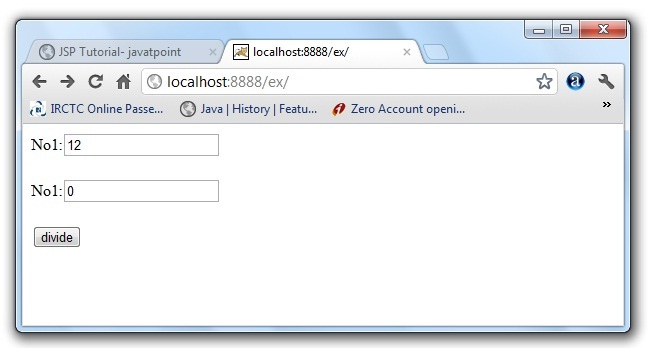 JSP Tutorial- javatpoint
localhost:8888/ex/
localhost:8888/ex/
IRCTC Online Passe...
Java | History | Featu...
Zero Account openi...
No1: 12
No1: 0
divide